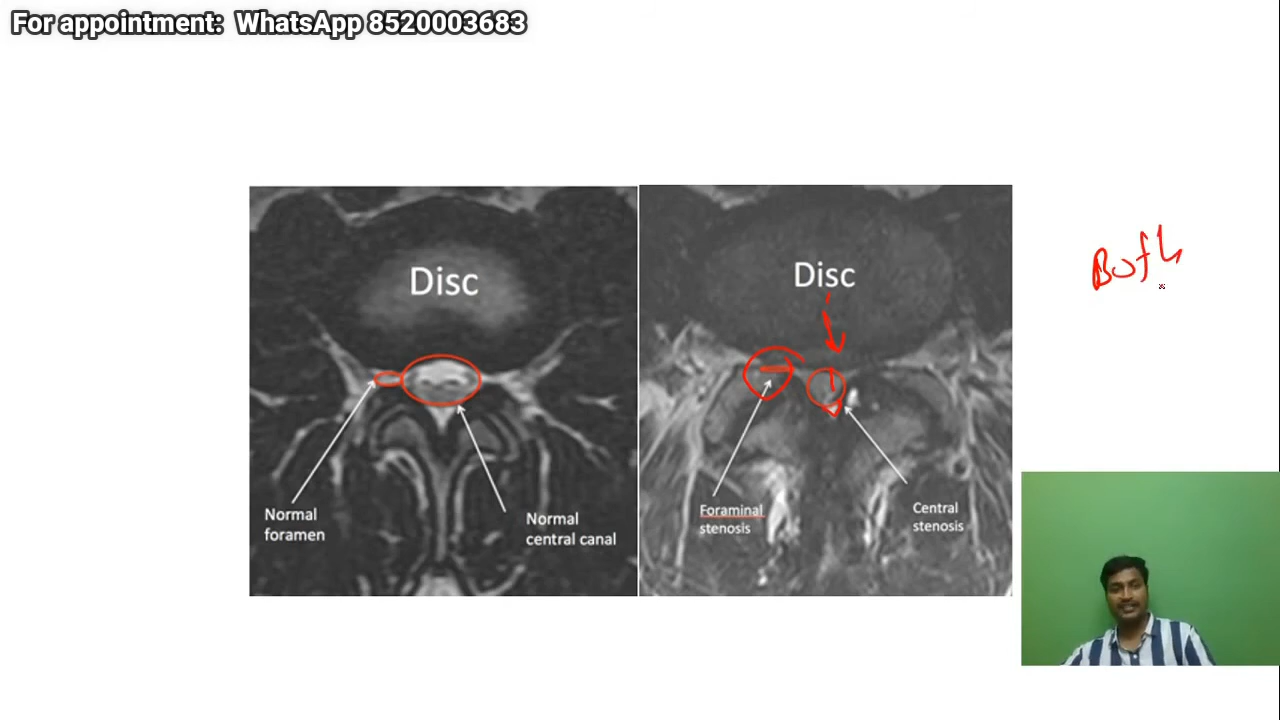 For appointment: WhatsApp 8520003683
Disc
Normal
foramen
Normal
central canal
Disc
Foraminal
stenosis
Central
stenosis
Both